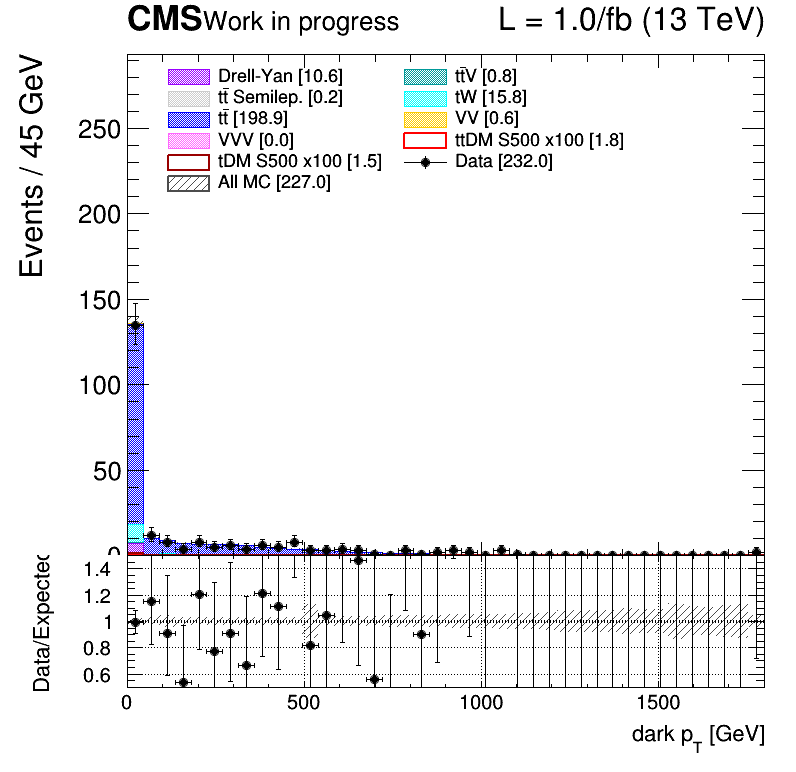 CMS Work in progress L = 1.0/fb (13 TeV)
Events / 45 GeV
Drell-Yan [10.6]
tt̄ Semilep. [0.2]
tt̄ [198.9]
VVV [0.0]
tDM S500 x100 [1.5]
All MC [227.0]
tt̄V [0.8]
tW [15.8]
VV [0.6]
ttDM S500 x100 [1.8]
Data [232.0]
250
200
150
100
50
0
Data/Expected
1.4
1.2
1
0.8
0.6
0 500 1000 1500
dark p_T [GeV]